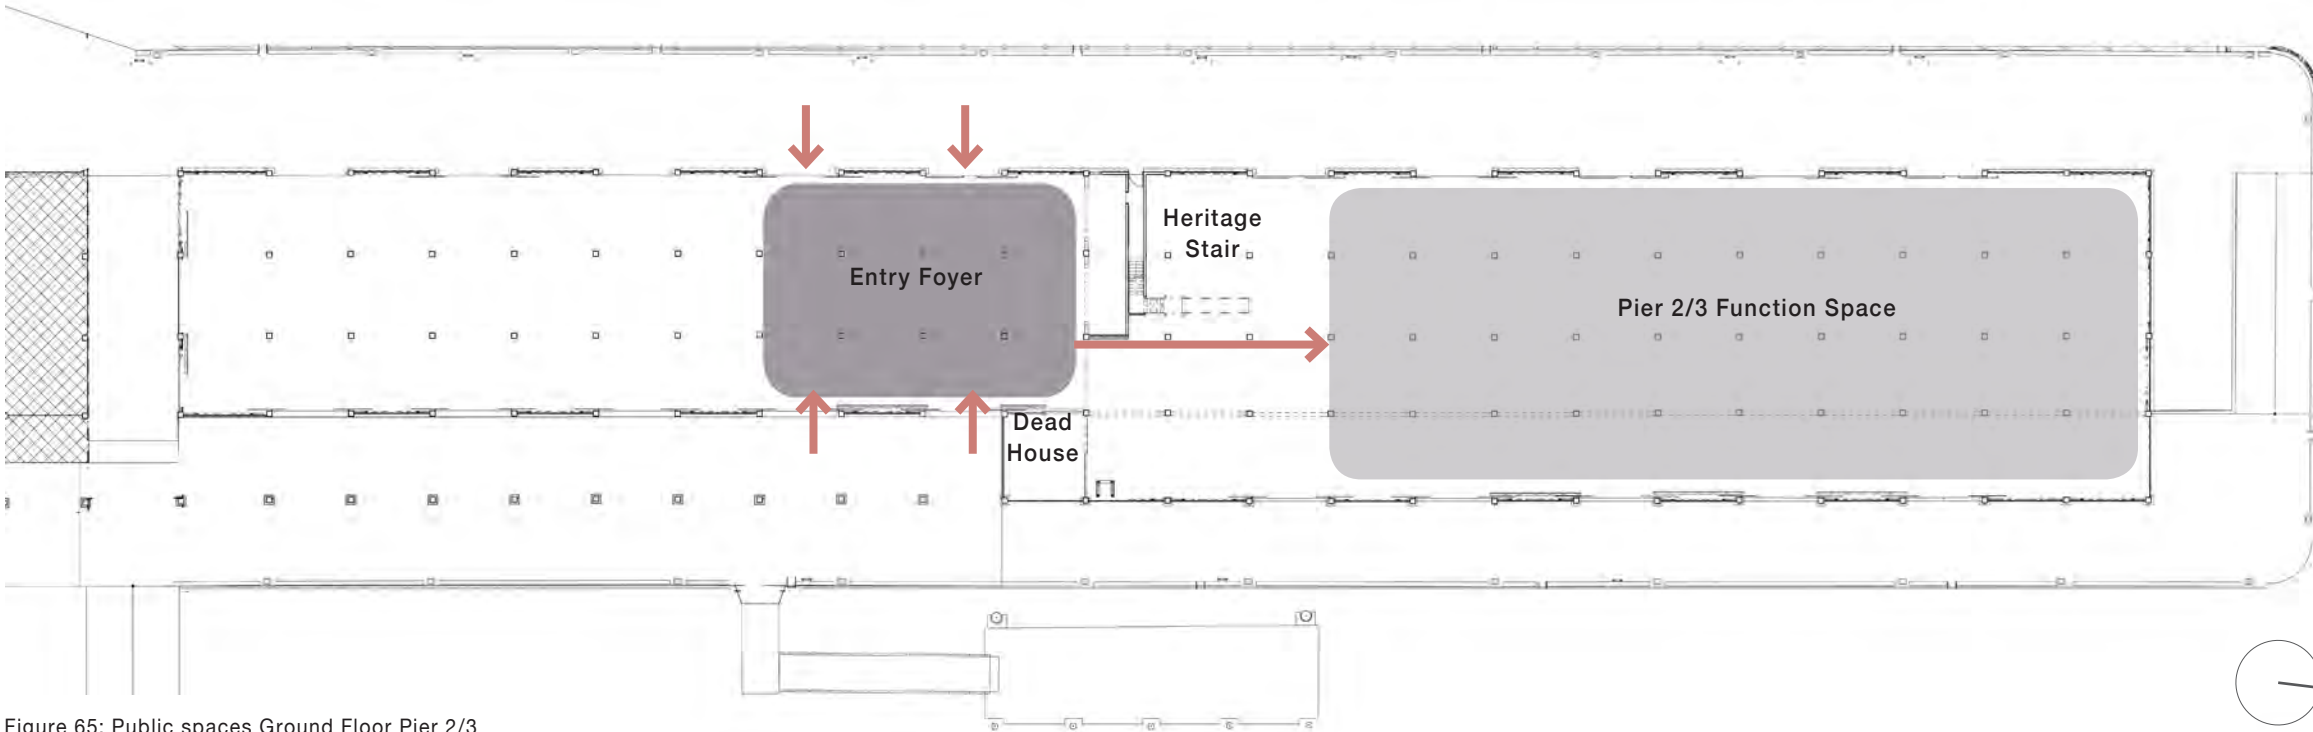 Heritage
Stair
Entry Foyer
Pier 2/3 Function Space
Dead
House
Figure 65: Public spaces Ground Floor Pier 2/3